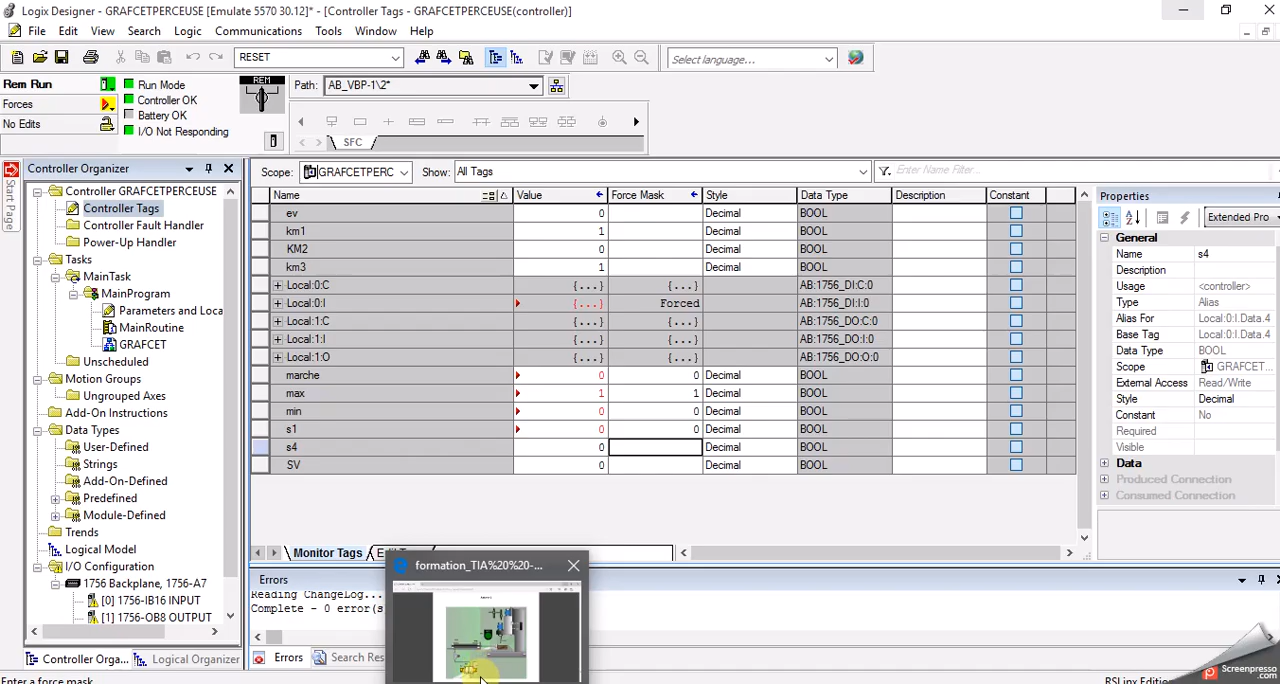 Logix Designer - GRAFCETPERCEUSE [Emulate 5570 30.12]* - [Controller Tags - GRAFCETPERCEUSE(controller)]
File Edit View Search Logic Communications Tools Window Help
RESET Select language...
Rem Run Run Mode REM Path: AB_VBP-1\2*
Forces Controller OK
Battery OK
No Edits I/O Not Responding
SFC
Start Page
Controller Organizer
Controller GRAFCETPERCEUSE
Controller Tags
Controller Fault Handler
Power-Up Handler
Tasks
MainTask
MainProgram
Parameters and Loca
MainRoutine
GRAFCET
Unscheduled
Motion Groups
Ungrouped Axes
Add-On Instructions
Data Types
User-Defined
Strings
Add-On-Defined
Predefined
Module-Defined
Trends
Logical Model
I/O Configuration
1756 Backplane, 1756-A7
[0] 1756-IB16 INPUT
[1] 1756-OB8 OUTPUT
Controller Orga... Logical Organizer
Scope: GRAFCETPERC Show: All Tags Enter Name Filter...
Name Value Force Mask Style Data Type Description Constant
ev 0 Decimal BOOL
km1 1 Decimal BOOL
KM2 0 Decimal BOOL
km3 1 Decimal BOOL
Local:0:C {...} {...} AB:1756_DI:C:0
Local:0:I {...} Forced AB:1756_DI:I:0
Local:1:C {...} {...} AB:1756_DO:C:0
Local:1:I {...} {...} AB:1756_DO:I:0
Local:1:O {...} {...} AB:1756_DO:O:0
marche 0 0 Decimal BOOL
max 1 1 Decimal BOOL
min 0 0 Decimal BOOL
s1 0 0 Decimal BOOL
s4 0 Decimal BOOL
SV 0 Decimal BOOL
Monitor Tags
formation_TIA%20%20-...
Errors
Reading ChangeLog...
Complete - 0 error(s
Errors Search Res
Properties
Extended Pro
General
Name s4
Description
Usage <controller>
Type Alias
Alias For Local:0:I.Data.4
Base Tag Local:0:I.Data.4
Data Type BOOL
Scope GRAFCET...
External Access Read/Write
Style Decimal
Constant No
Required
Visible
Data
Produced Connection
Consumed Connection
Enter a force mask
RSLinx Edition
Screenpresso
.com